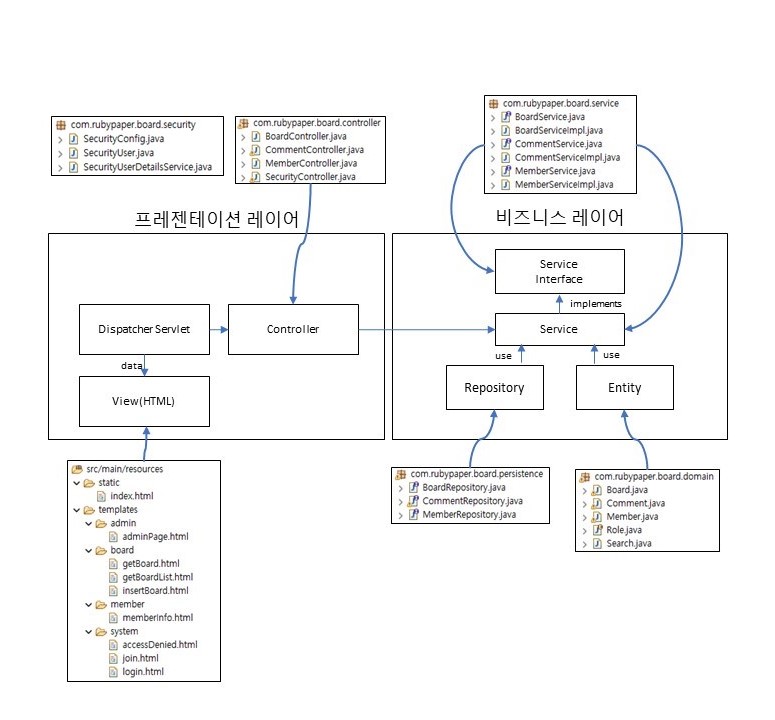 com.rubypaper.board.security
SecurityConfig.java
SecurityUser.java
SecurityUserDetailsService.java
com.rubypaper.board.controller
BoardController.java
CommentController.java
MemberController.java
SecurityController.java
com.rubypaper.board.service
BoardService.java
BoardServiceImpl.java
CommentService.java
CommentServiceImpl.java
MemberService.java
MemberServiceImpl.java
프레젠테이션 레이어
비즈니스 레이어
Dispatcher Servlet
Controller
data
View(HTML)
Service
Interface
implements
Service
use
use
Repository
Entity
src/main/resources
static
index.html
templates
admin
adminPage.html
board
getBoard.html
getBoardList.html
insertBoard.html
member
memberInfo.html
system
accessDenied.html
join.html
login.html
com.rubypaper.board.persistence
BoardRepository.java
CommentRepository.java
MemberRepository.java
com.rubypaper.board.domain
Board.java
Comment.java
Member.java
Role.java
Search.java